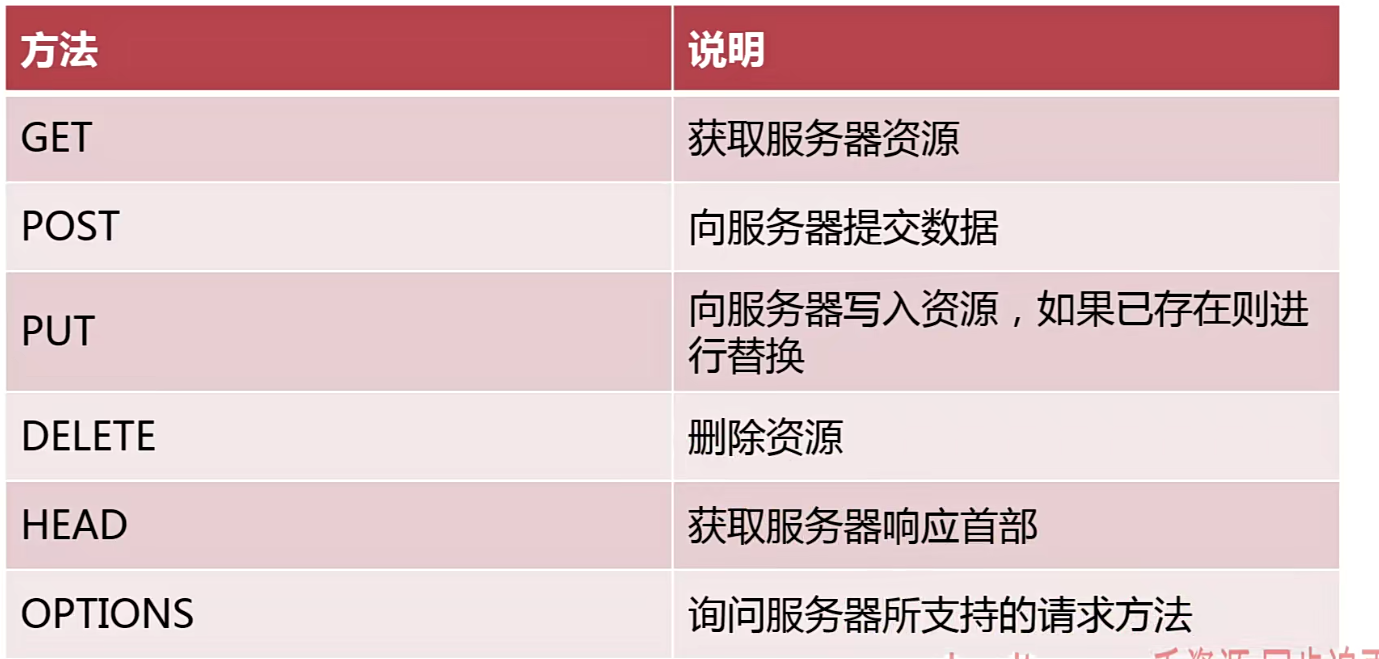 方法 说明
GET 获取服务器资源
POST 向服务器提交数据
PUT 向服务器写入资源，如果已存在则进
行替换
DELETE 删除资源
HEAD 获取服务器响应首部
OPTIONS 询问服务器所支持的请求方法